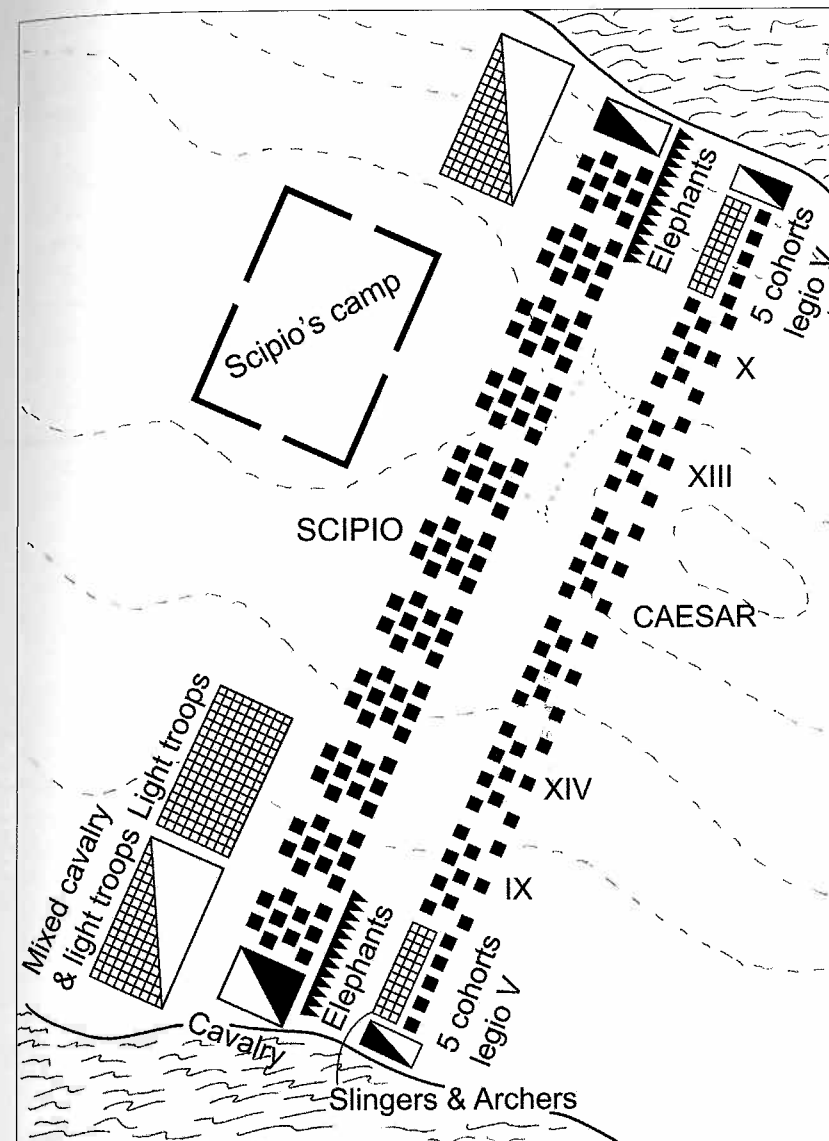 Elephants
5 cohorts
legio V
X
Scipio's camp
XIII
SCIPIO
CAESAR
Light troops
Mixed cavalry
& light troops
XIV
IX
Elephants
5 cohorts
legio V
Cavalry
Slingers & Archers